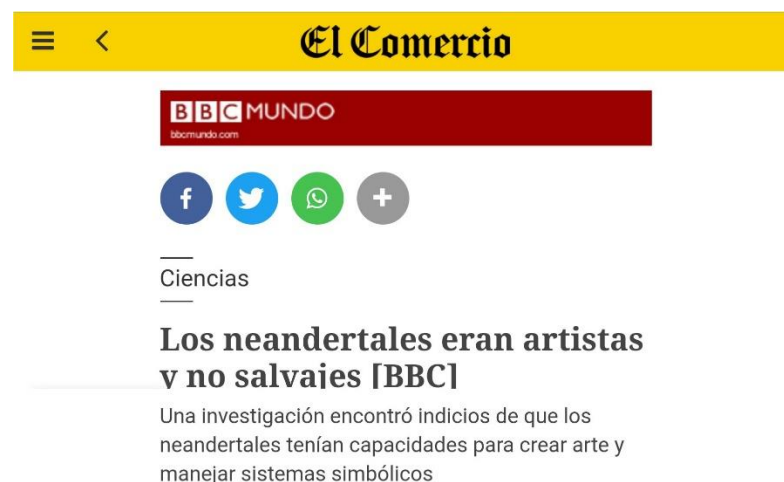 El Comercio
BBC MUNDO
bbcmundo.com
Ciencias
Los neandertales eran artistas
y no salvajes [BBC]
Una investigación encontró indicios de que los
neandertales tenían capacidades para crear arte y
manejar sistemas simbólicos